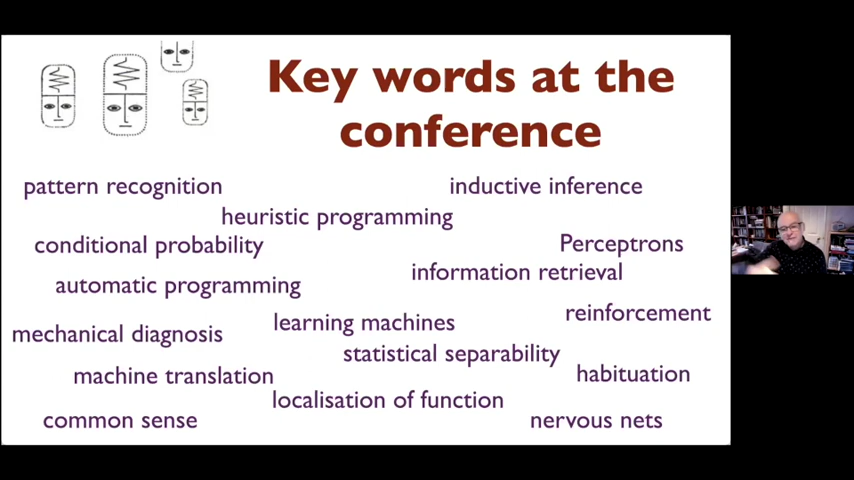 Key words at the
conference
pattern recognition
inductive inference
heuristic programming
conditional probability
Perceptrons
information retrieval
automatic programming
reinforcement
learning machines
mechanical diagnosis
statistical separability
machine translation
habituation
localisation of function
common sense
nervous nets